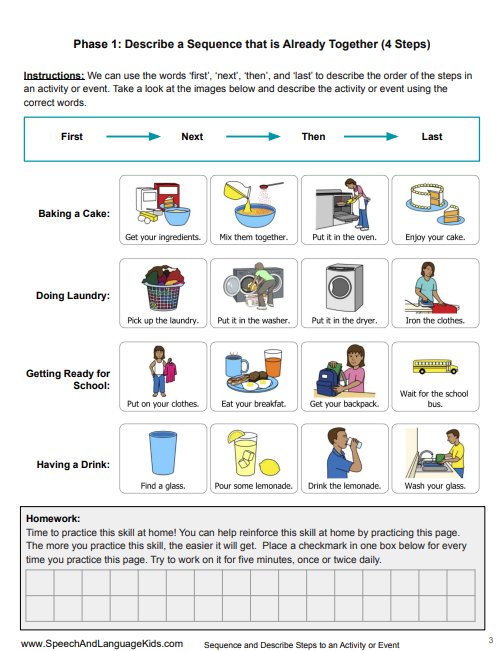 Phase 1: Describe a Sequence that is Already Together (4 Steps)
Instructions: We can use the words 'first', 'next', 'then', and 'last' to describe the order of the steps in
an activity or event. Take a look at the images below and describe the activity or event using the
correct words.
First Next Then Last
Baking a Cake:
Get your ingredients. Mix them together. Put it in the oven. Enjoy your cake.
Doing Laundry:
Pick up the laundry. Put it in the washer. Put it in the dryer. Iron the clothes.
Getting Ready for
School:
Put on your clothes. Eat your breakfat. Get your backpack. Wait for the school
bus.
Having a Drink:
Find a glass. Pour some lemonade. Drink the lemonade. Wash your glass.
Homework:
Time to practice this skill at home! You can help reinforce this skill at home by practicing this page.
The more you practice this skill, the easier it will get. Place a checkmark in one box below for every
time you practice this page. Try to work on it for five minutes, once or twice daily.
www.SpeechAndLanguageKids.com Sequence and Describe Steps to an Activity or Event 3